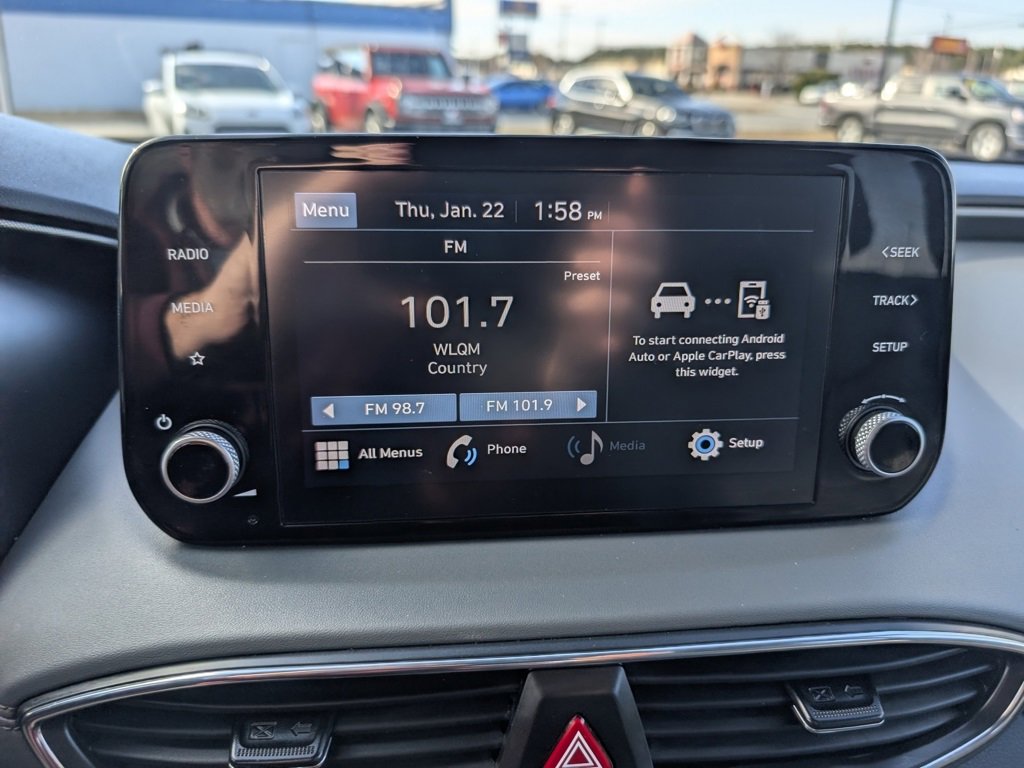 RADIO
MEDIA
Menu
Thu, Jan. 22
1:58 PM
FM
Preset
101.7
WLQM
Country
FM 98.7
FM 101.9
To start connecting Android
Auto or Apple CarPlay, press
this widget.
All Menus
Phone
Media
Setup
SEEK
TRACK
SETUP